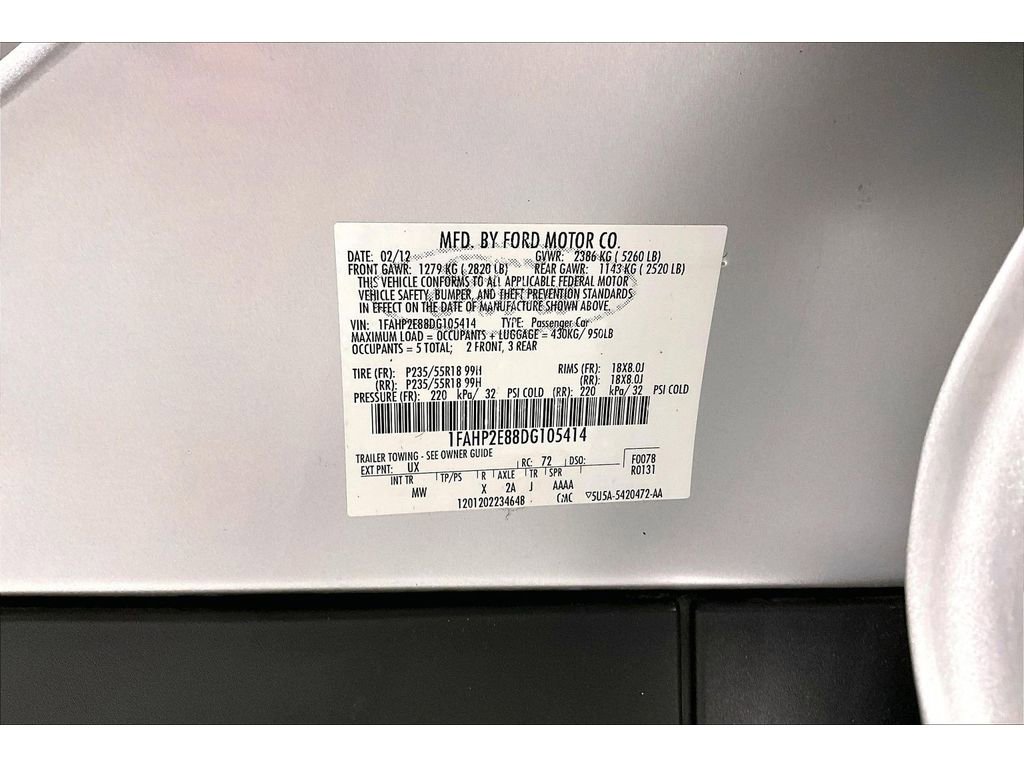 MFD. BY FORD MOTOR CO.
DATE: 02/12 GVWR: 2386 KG ( 5260 LB)
FRONT GAWR: 1279 KG ( 2820 LB) REAR GAWR: 1143 KG ( 2520 LB)
THIS VEHICLE CONFORMS TO ALL APPLICABLE FEDERAL MOTOR
VEHICLE SAFETY, BUMPER, AND THEFT PREVENTION STANDARDS
IN EFFECT ON THE DATE OF MANUFACTURE SHOWN ABOVE.
VIN: 1FAHP2E88DG105414 TYPE: Passenger Car
MAXIMUM LOAD = OCCUPANTS + LUGGAGE = 430KG/ 950LB
OCCUPANTS = 5 TOTAL; 2 FRONT, 3 REAR
TIRE (FR): P235/55R18 99H RIMS (FR): 18X8.0J
(RR): P235/55R18 99H (RR): 18X8.0J
PRESSURE (FR): 220 kPa/ 32 PSI COLD (RR): 220 kPa/ 32 PSI COLD
1FAHP2E88DG105414
TRAILER TOWING - SEE OWNER GUIDE F0078
EXT PNT: UX RC: 72 DSO: R0131
INT TR TP/PS R AXLE TR SPR
MW X 2A J AAAA
120120223464B CMC ▽5U5A-5420472-AA